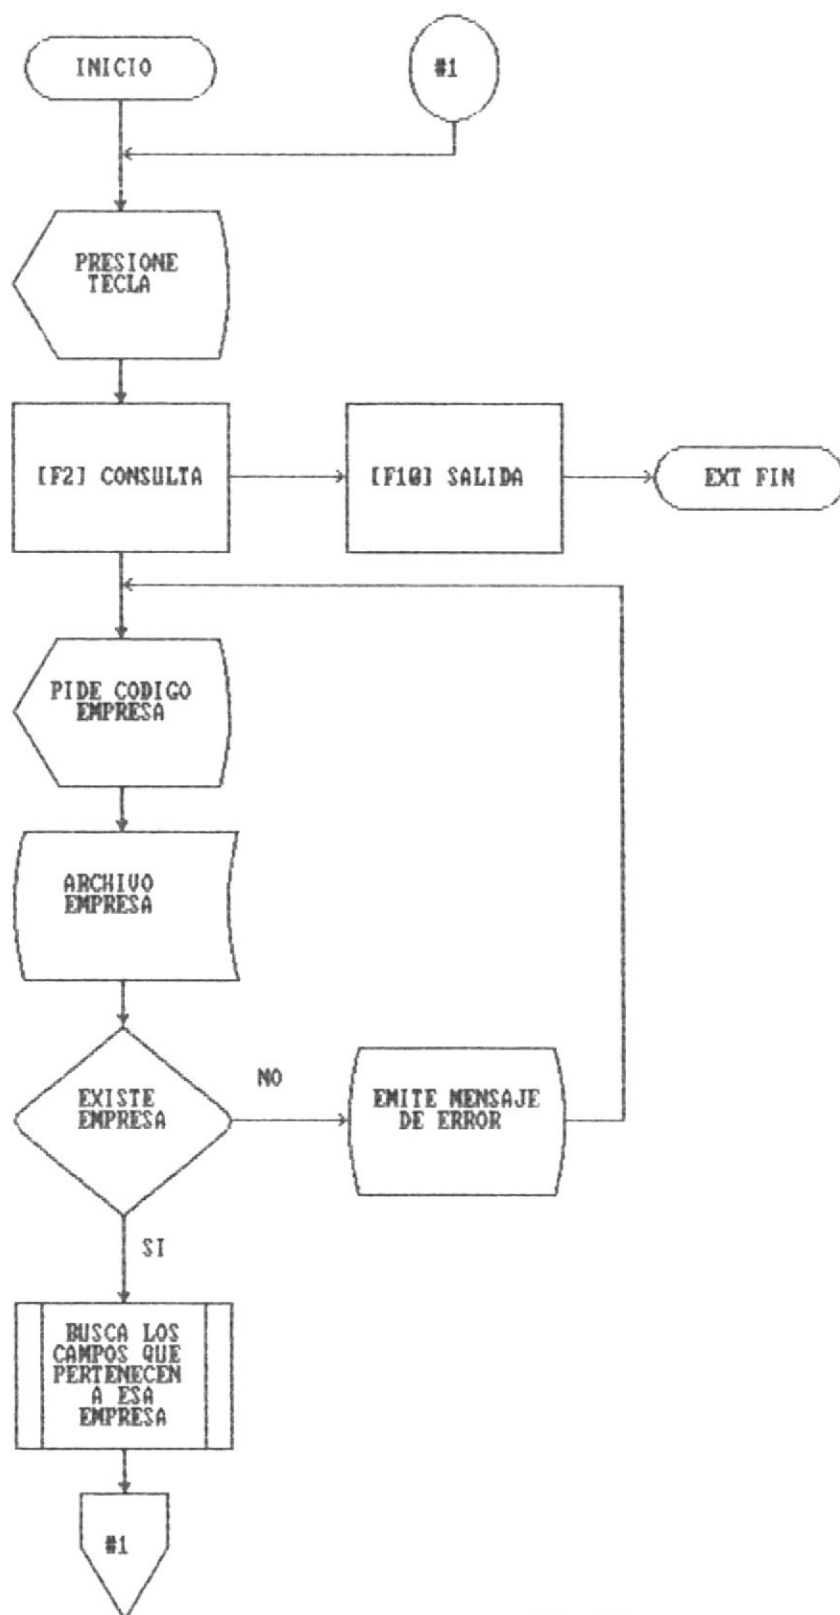 INICIO
#1
PRESIONE
TECLA
[F2] CONSULTA
[F10] SALIDA
EXT FIN
PIDE CODIGO
EMPRESA
ARCHIVO
EMPRESA
EXISTE
EMPRESA
NO
EMITE MENSAJE
DE ERROR
SI
BUSCA LOS
CAMPOS QUE
PERTENECEN
A ESA
EMPRESA
#1